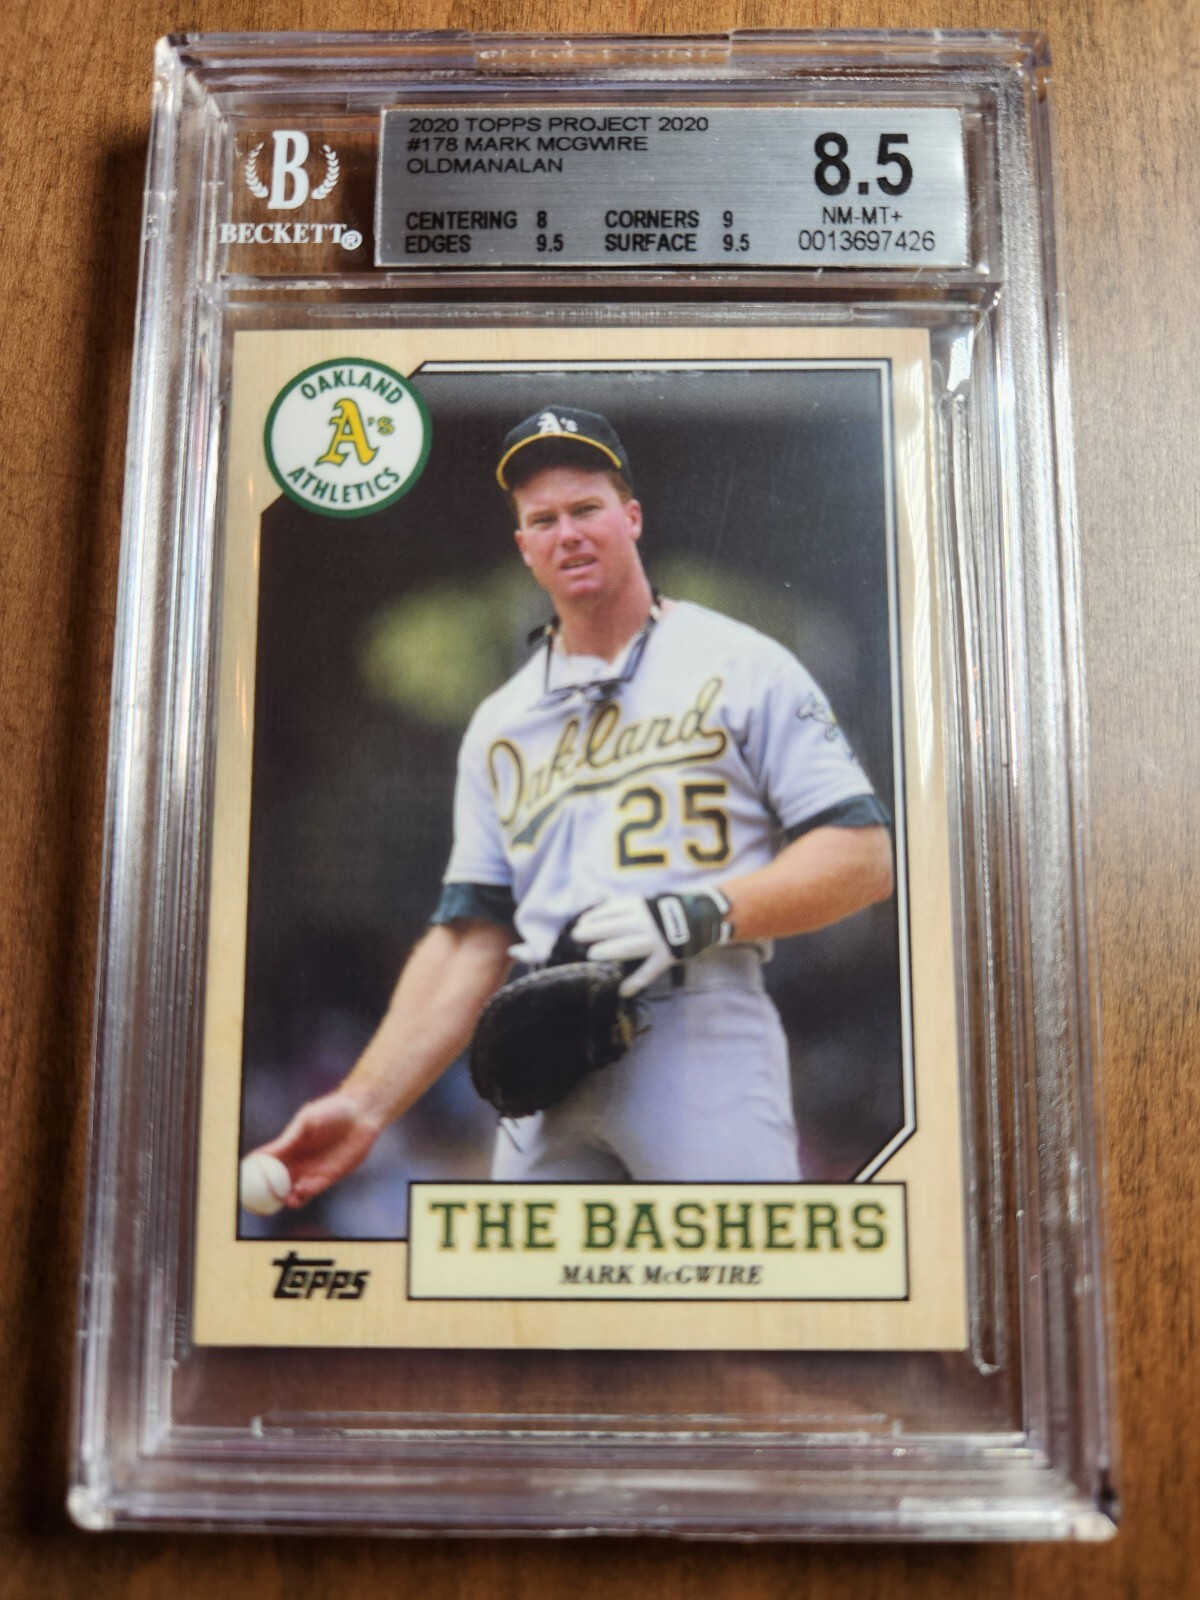 2020 TOPPS PROJECT 2020
#178 MARK MCGWIRE
OLDMANALAN
8.5
CENTERING 8 CORNERS 9
NM-MT+
EDGES 9.5 SURFACE 9.5
0013697426
B
BECKETT®
OAKLAND
A's
ATHLETICS
A's
Oakland
25
THE BASHERS
MARK McGWIRE
topps